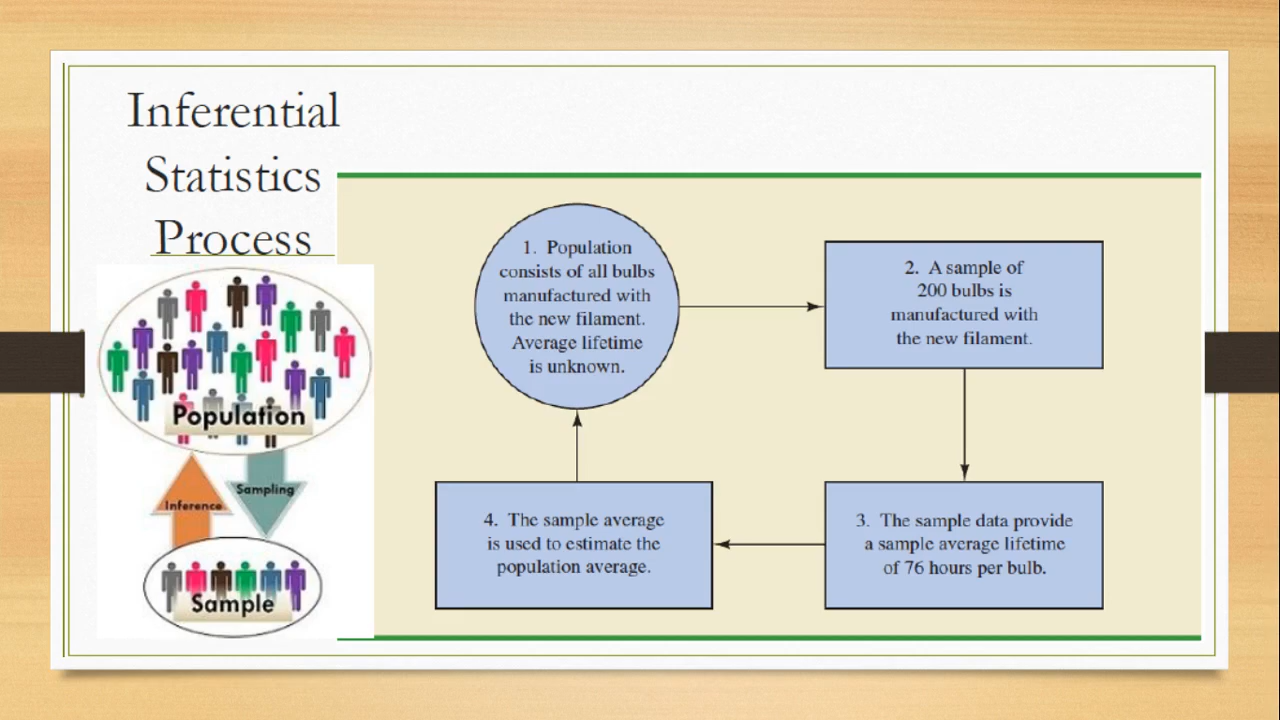 Inferential
Statistics
Process
Population
Inference
Sampling
Sample
1. Population
consists of all bulbs
manufactured with
the new filament.
Average lifetime
is unknown.
2. A sample of
200 bulbs is
manufactured with
the new filament.
3. The sample data provide
a sample average lifetime
of 76 hours per bulb.
4. The sample average
is used to estimate the
population average.